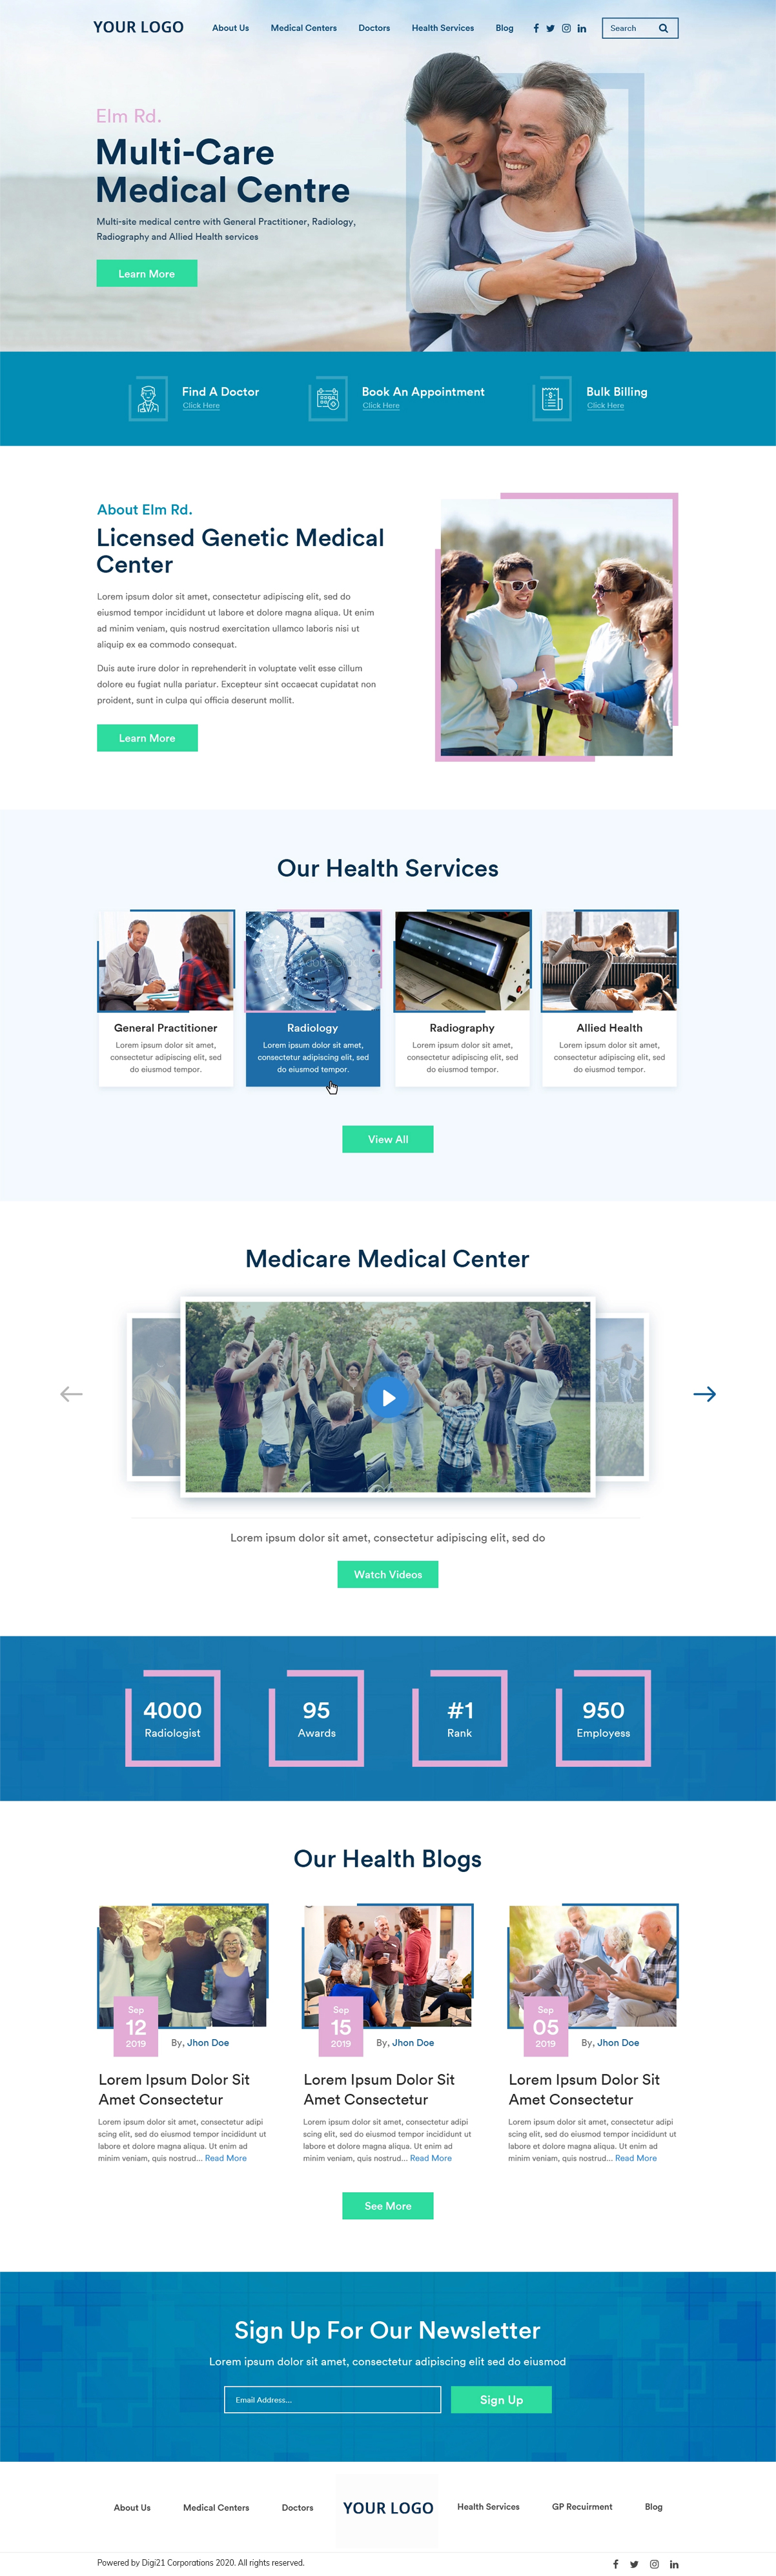 YOUR LOGO
About Us
Medical Centers
Doctors
Health Services
Blog
Search
Elm Rd.
Multi-Care
Medical Centre
Multi-site medical centre with General Practitioner, Radiology,
Radiography and Allied Health services
Learn More
Find A Doctor
Click Here
Book An Appointment
Click Here
Bulk Billing
Click Here
About Elm Rd.
Licensed Genetic Medical
Center
Lorem ipsum dolor sit amet, consectetur adipiscing elit, sed do
eiusmod tempor incididunt ut labore et dolore magna aliqua. Ut enim
ad minim veniam, quis nostrud exercitation ullamco laboris nisi ut
aliquip ex ea commodo consequat.
Duis aute irure dolor in reprehenderit in voluptate velit esse cillum
dolore eu fugiat nulla pariatur. Excepteur sint occaecat cupidatat non
proident, sunt in culpa qui officia deserunt mollit.
Learn More
Our Health Services
General Practitioner
Lorem ipsum dolor sit amet,
consectetur adipiscing elit, sed
do eiusmod tempor.
Radiology
Lorem ipsum dolor sit amet,
consectetur adipiscing elit, sed
do eiusmod tempor.
Radiography
Lorem ipsum dolor sit amet,
consectetur adipiscing elit, sed
do eiusmod tempor.
Allied Health
Lorem ipsum dolor sit amet,
consectetur adipiscing elit, sed
do eiusmod tempor.
View All
Medicare Medical Center
Lorem ipsum dolor sit amet, consectetur adipiscing elit, sed do
Watch Videos
4000
Radiologist
95
Awards
#1
Rank
950
Employess
Our Health Blogs
Sep
12
2019
By, Jhon Doe
Lorem Ipsum Dolor Sit
Amet Consectetur
Lorem ipsum dolor sit amet, consectetur adipi
scing elit, sed do eiusmod tempor incididunt ut
labore et dolore magna aliqua. Ut enim ad
minim veniam, quis nostrud... Read More
Sep
15
2019
By, Jhon Doe
Lorem Ipsum Dolor Sit
Amet Consectetur
Lorem ipsum dolor sit amet, consectetur adipi
scing elit, sed do eiusmod tempor incididunt ut
labore et dolore magna aliqua. Ut enim ad
minim veniam, quis nostrud... Read More
Sep
05
2019
By, Jhon Doe
Lorem Ipsum Dolor Sit
Amet Consectetur
Lorem ipsum dolor sit amet, consectetur adipi
scing elit, sed do eiusmod tempor incididunt ut
labore et dolore magna aliqua. Ut enim ad
minim veniam, quis nostrud... Read More
See More
Sign Up For Our Newsletter
Lorem ipsum dolor sit amet, consectetur adipiscing elit sed do eiusmod
Email Address...
Sign Up
About Us
Medical Centers
Doctors
YOUR LOGO
Health Services
GP Recuirment
Blog
Powered by Digi21 Corporations 2020. All rights reserved.